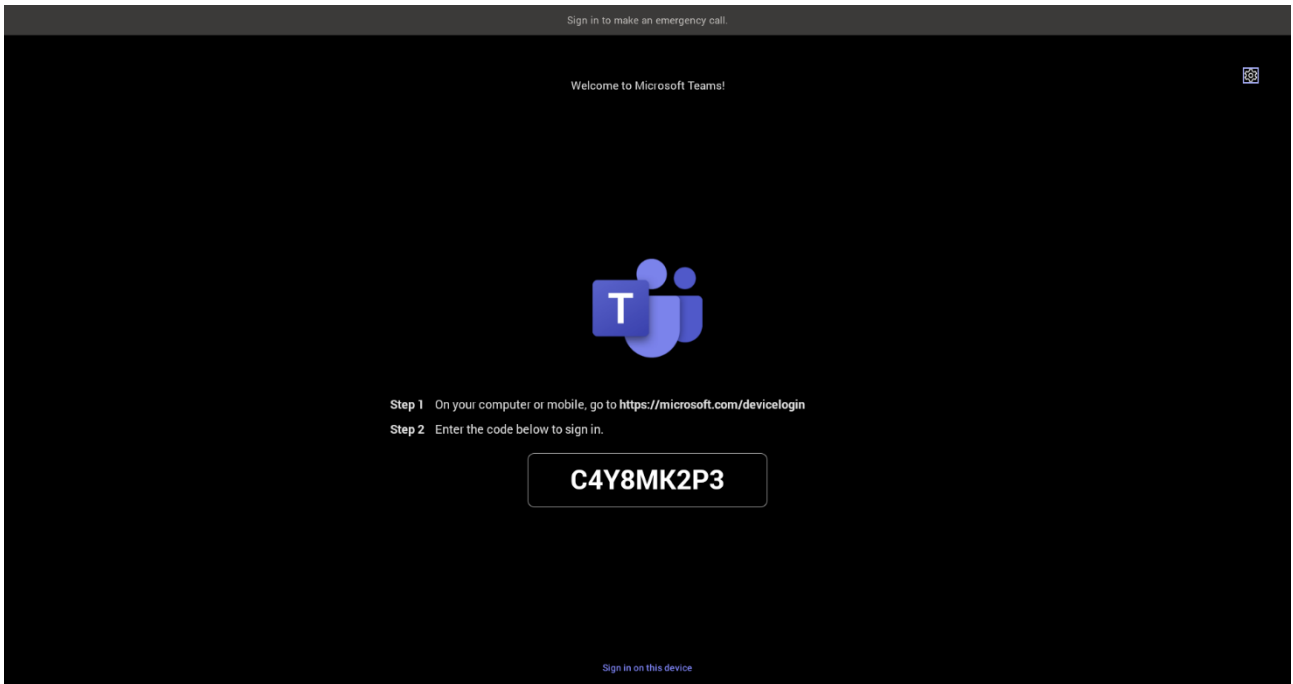 Sign in to make an emergency call.
Welcome to Microsoft Teams!
T
Step 1 On your computer or mobile, go to https://microsoft.com/devicelogin
Step 2 Enter the code below to sign in.
C4Y8MK2P3
Sign in on this device